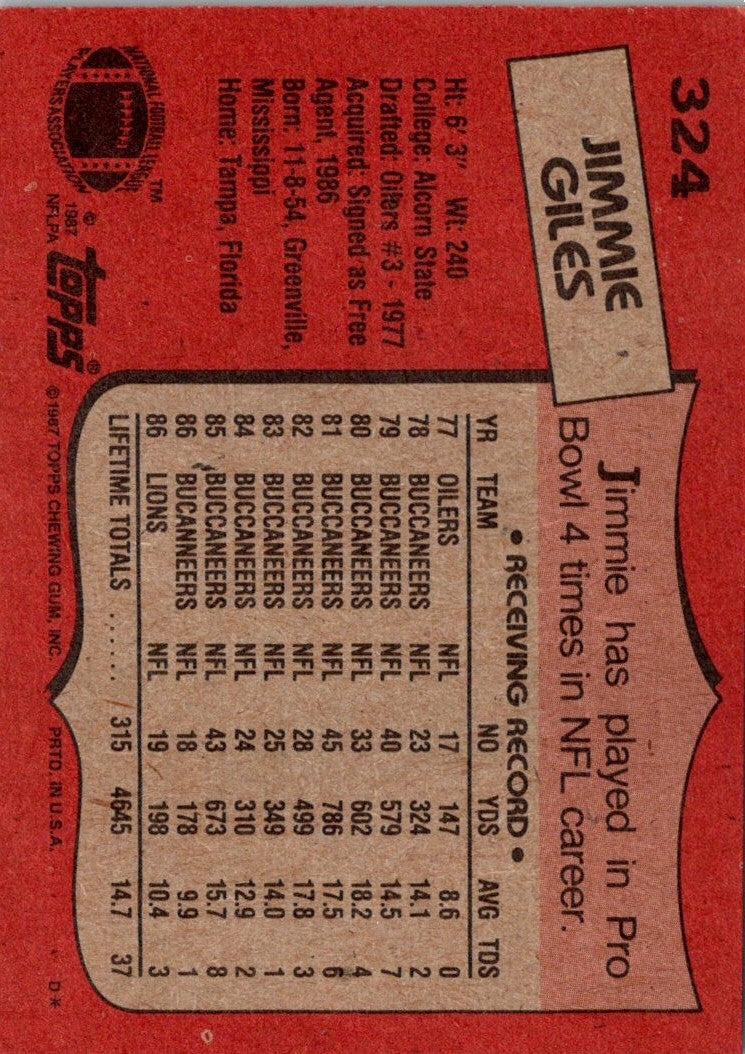 324
JIMMIE
GILES
Ht: 6' 3" Wt: 240
College: Alcorn State
Drafted: Oilers #3 - 1977
Acquired: Signed as Free
Agent, 1986
Born: 11-8-54, Greenville,
Mississippi
Home: Tampa, Florida
NATIONAL FOOTBALL LEAGUE
PLAYERS ASSOCIATION
TM
© 1987
NFLPA
topps®
Jimmie has played in Pro
Bowl 4 times in NFL career.
• RECEIVING RECORD •
YR TEAM NO YDS AVG TDS
77 OILERS NFL 17 147 8.6 0
78 BUCCANEERS NFL 23 324 14.1 2
79 BUCCANEERS NFL 40 579 14.5 7
80 BUCCANEERS NFL 33 602 18.2 4
81 BUCCANEERS NFL 45 786 17.5 6
82 BUCCANEERS NFL 28 499 17.8 3
83 BUCCANEERS NFL 25 349 14.0 1
84 BUCCANEERS NFL 24 310 12.9 2
85 BUCCANEERS NFL 43 673 15.7 8
86 BUCANNEERS NFL 18 178 9.9 1
86 LIONS NFL 19 198 10.4 3
LIFETIME TOTALS ...... 315 4645 14.7 37
©1987 TOPPS CHEWING GUM, INC. PRTD. IN U.S.A. D*